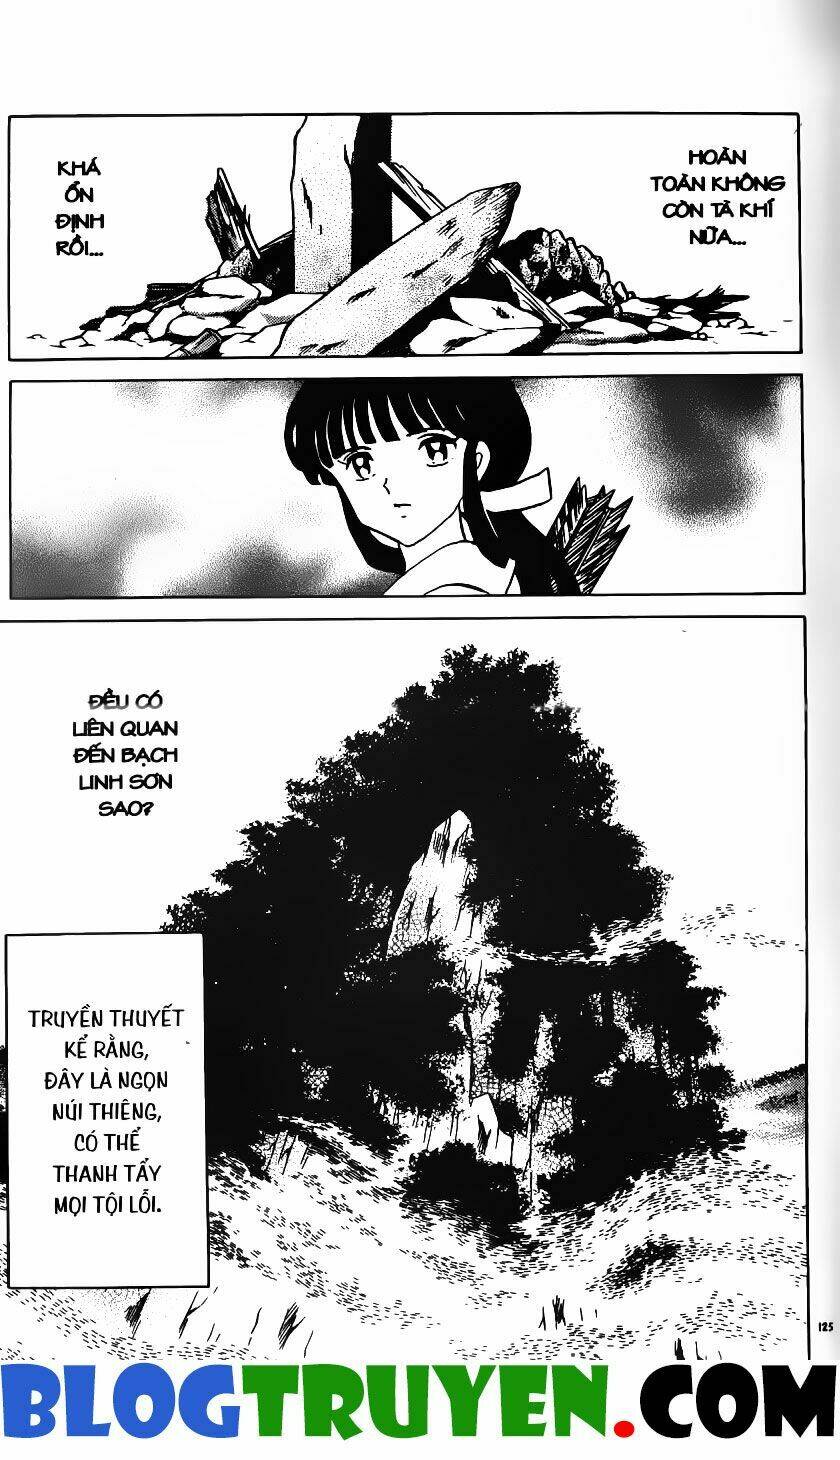 HOÀN
TOÀN KHÔNG
CÒN TÀ KHÍ
NỮA...
KHÁ
ỔN
ĐỊNH
RỒI...
ĐỀU CÓ
LIÊN QUAN
ĐẾN BẠCH
LINH SƠN
SAO?
TRUYỀN THUYẾT
KỂ RẰNG,
ĐÂY LÀ NGỌN
NÚI THIÊNG,
CÓ THỂ
THANH TẨY
MỌI TỘI LỖI.
125
BLOGTRUYEN.COM